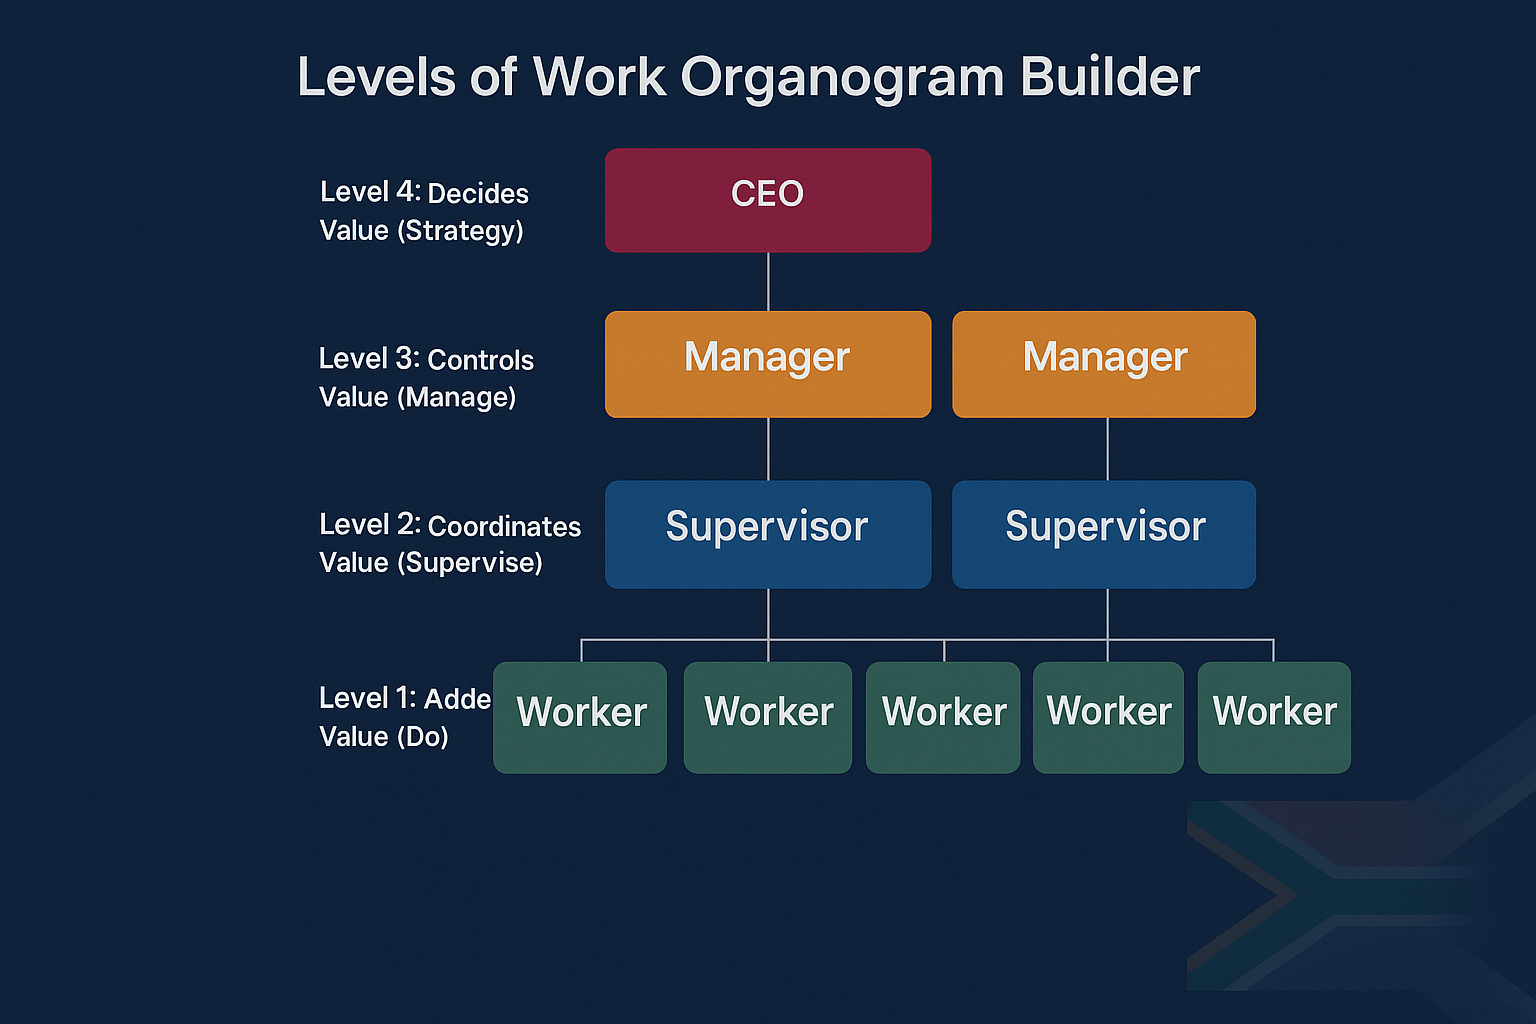 Levels of Work Organogram Builder
Level 4: Decides
Value (Strategy)
CEO
Level 3: Controls
Value (Manage)
Manager
Manager
Level 2: Coordinates
Value (Supervise)
Supervisor
Supervisor
Level 1: Adde
Value (Do)
Worker
Worker
Worker
Worker
Worker